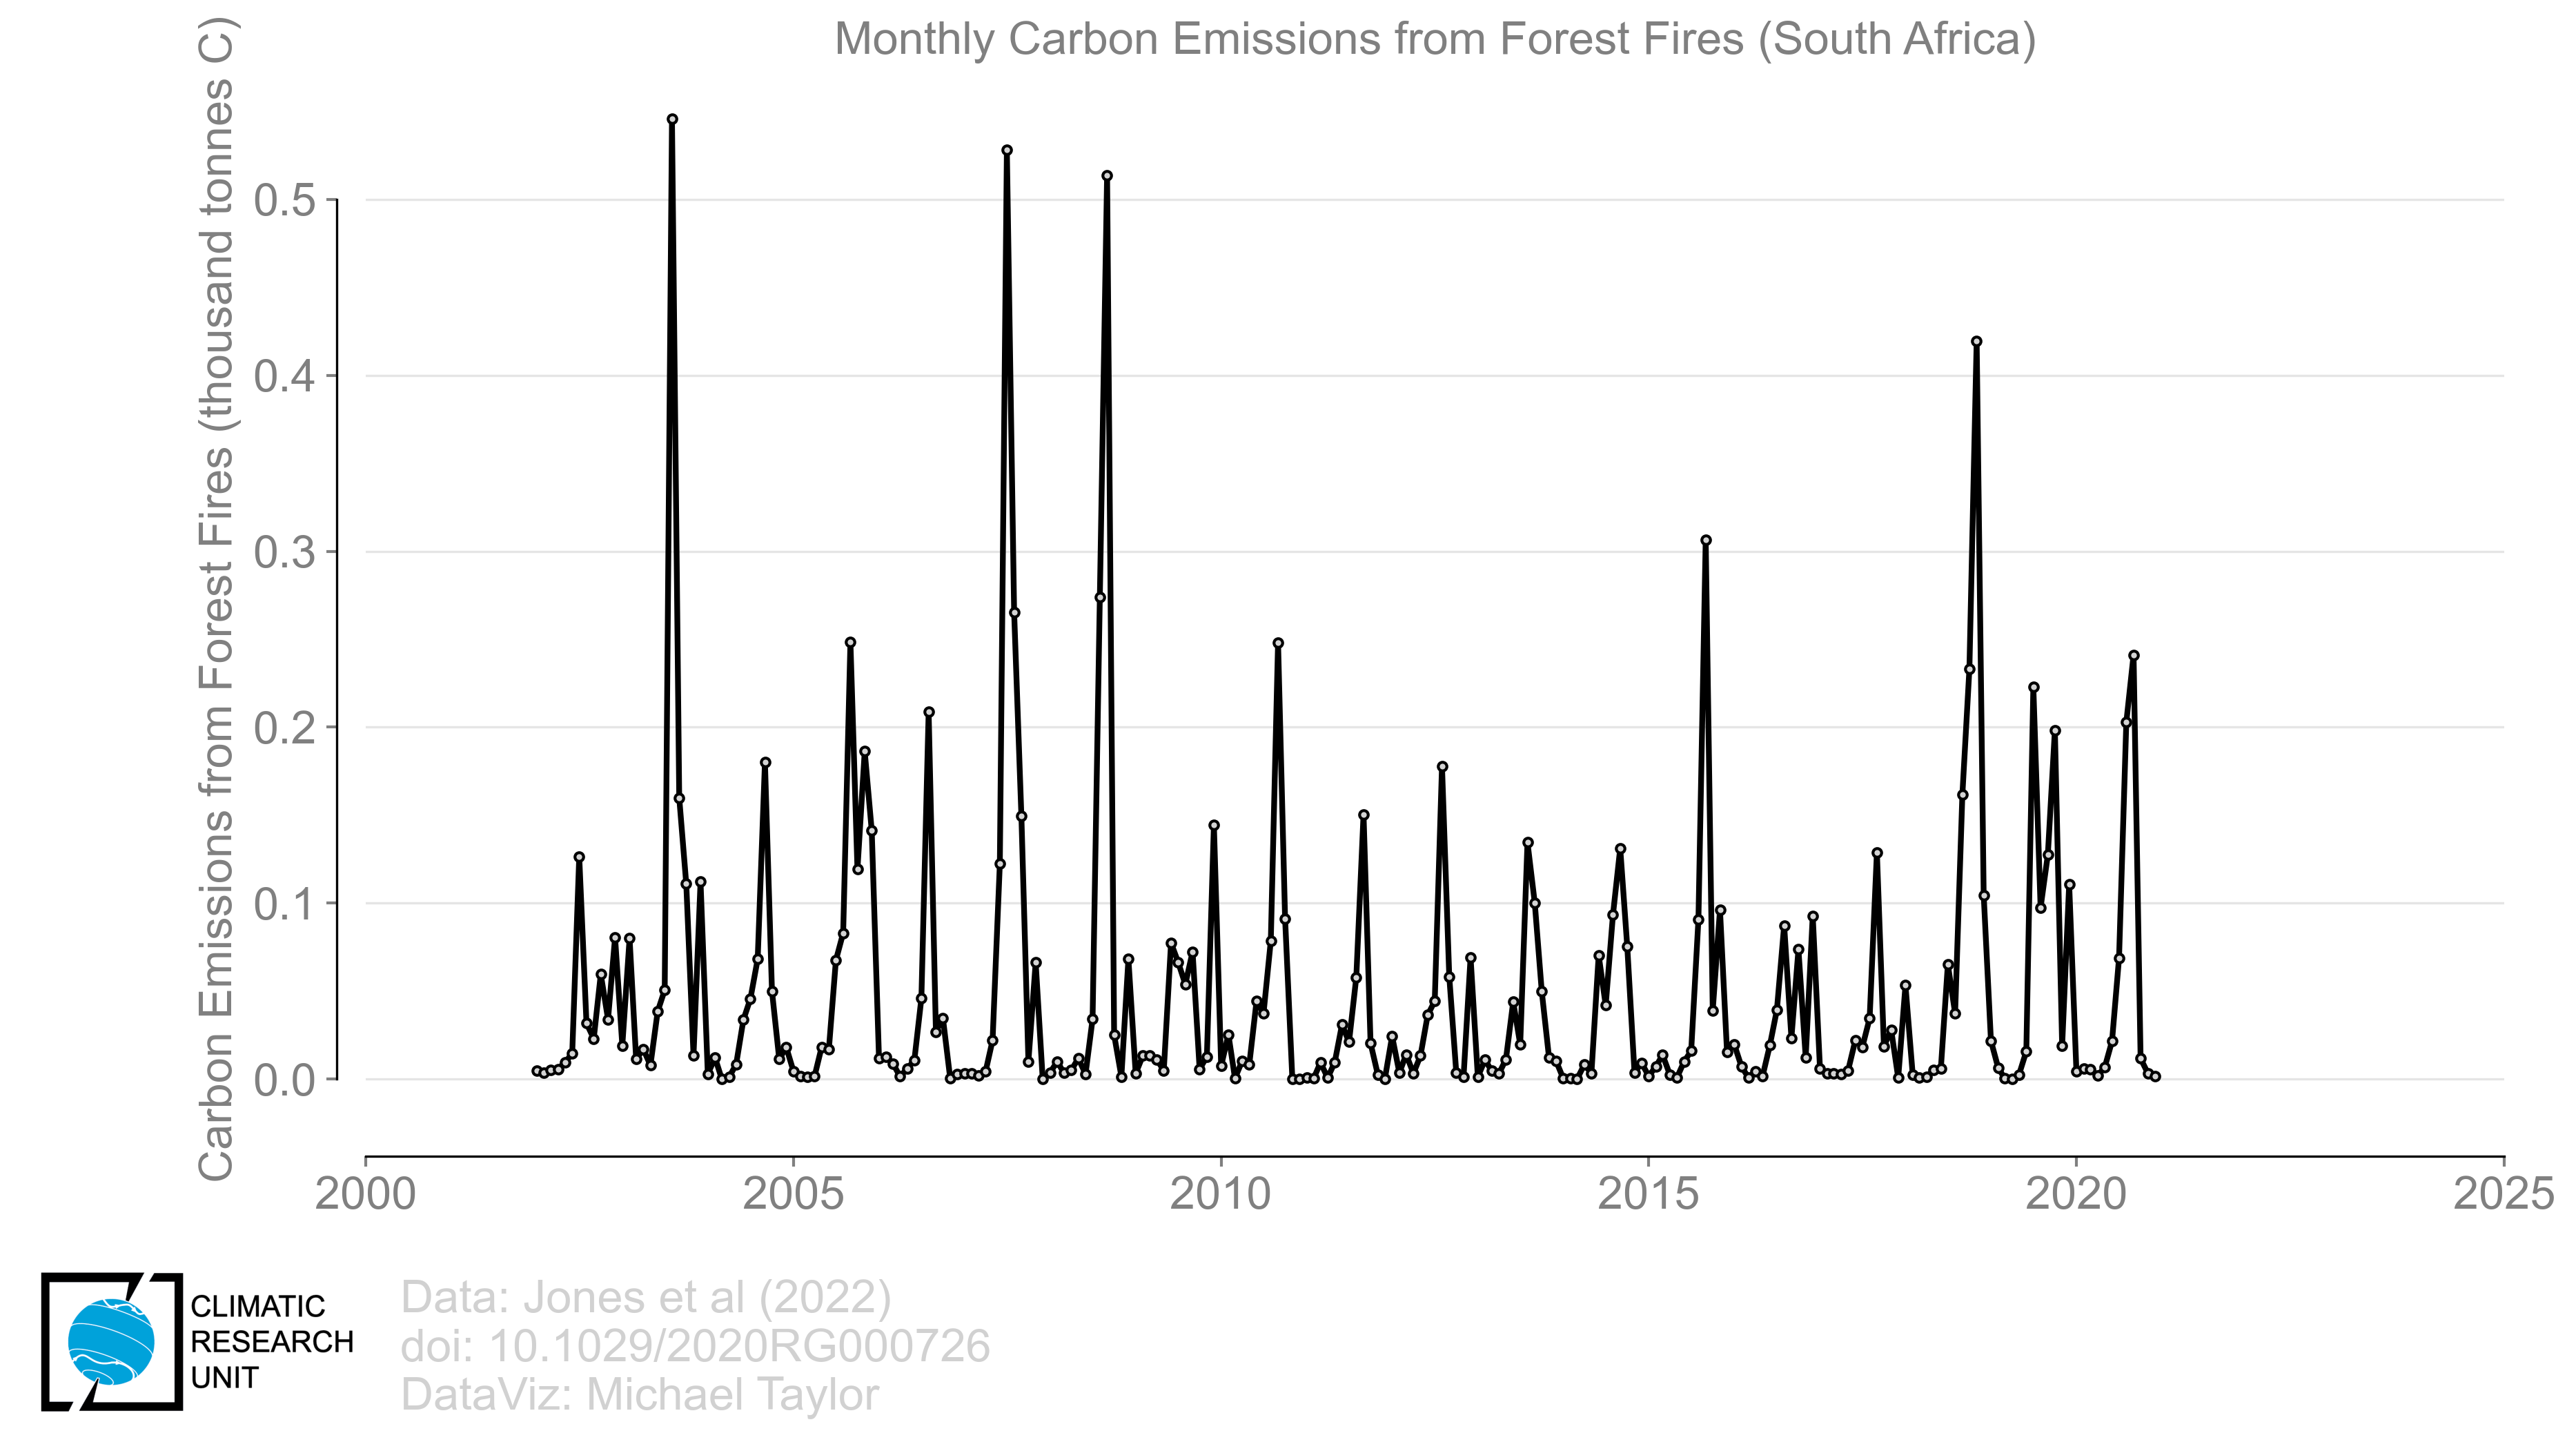 Monthly Carbon Emissions from Forest Fires (South Africa)
Carbon Emissions from Forest Fires (thousand tonnes C)
0.5
0.4
0.3
0.2
0.1
0.0
2000 2005 2010 2015 2020 2025
CLIMATIC
RESEARCH
UNIT
Data: Jones et al (2022)
doi: 10.1029/2020RG000726
DataViz: Michael Taylor